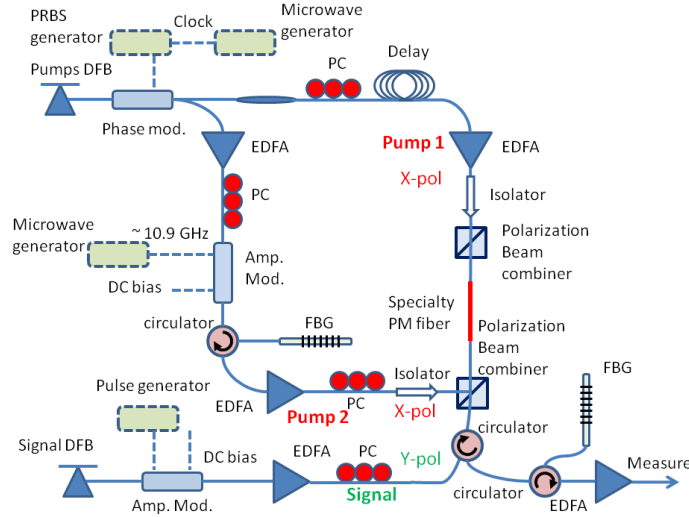 PRBS
generator
Clock
Microwave
generator
Pumps DFB
PC
Delay
Phase mod.
EDFA
Pump 1
EDFA
X-pol
PC
Isolator
Microwave
generator
~ 10.9 GHz
Polarization
Beam
combiner
Amp.
Mod.
DC bias
Specialty
PM fiber
circulator
FBG
Polarization
Beam
combiner
FBG
Isolator
Pulse generator
EDFA
PC
Pump 2
X-pol
circulator
Signal DFB
DC bias
EDFA
PC
Y-pol
Measure
Amp. Mod.
Signal
circulator
EDFA